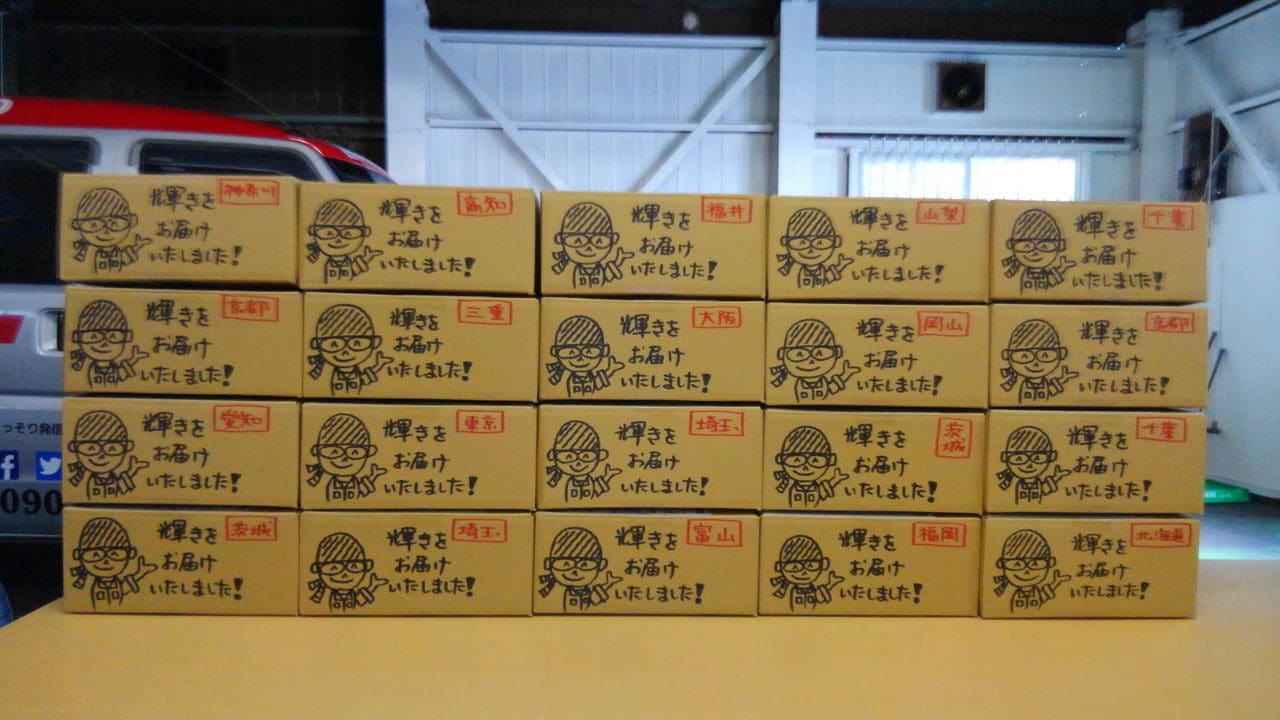 輝きを 神奈川
お届け
いたしました!
輝きを 高知
お届け
いたしました!
輝きを 福井
お届け
いたしました!
輝きを 山梨
お届け
いたしました!
輝きを 千葉
お届け
いたしました!
輝きを 京都
お届け
いたしました!
輝きを 三重
お届け
いたしました!
輝きを 大阪
お届け
いたしました!
輝きを 岡山
お届け
いたしました!
輝きを 京都
お届け
いたしました!
輝きを 愛知
お届け
いたしました!
輝きを 東京
お届け
いたしました!
輝きを 埼玉
お届け
いたしました!
輝きを 茨城
お届け
いたしました!
輝きを 千葉
お届け
いたしました!
輝きを 茨城
お届け
いたしました!
輝きを 埼玉
お届け
いたしました!
輝きを 富山
お届け
いたしました!
輝きを 福岡
お届け
いたしました!
輝きを 北海道
お届け
いたしました!
っそり発信
090